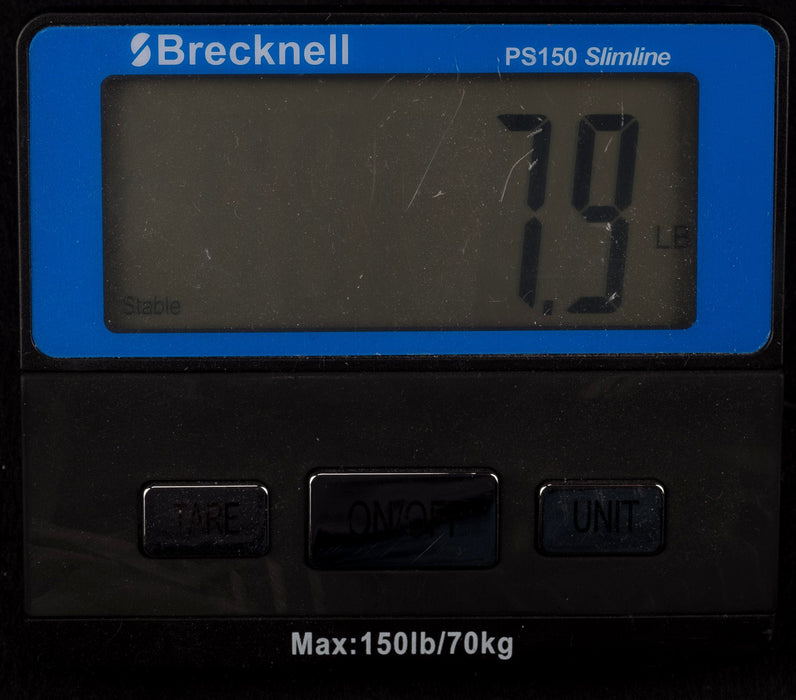 Brecknell
PS150 Slimline
7.9
LB
Stable
TARE
ON/OFF
UNIT
Max:150lb/70kg